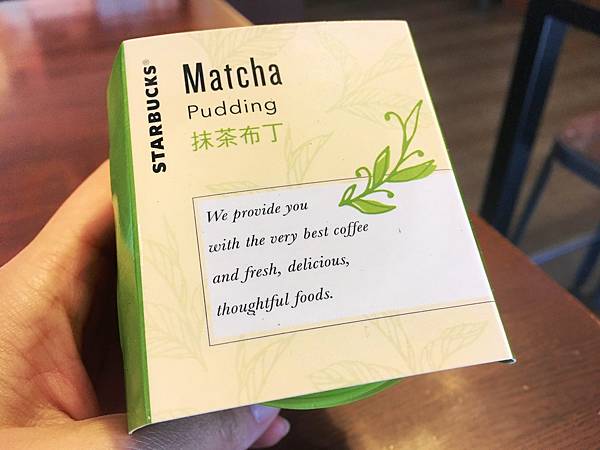 STARBUCKS®
Matcha
Pudding
抹茶布丁
We provide you
with the very best coffee
and fresh, delicious,
thoughtful foods.